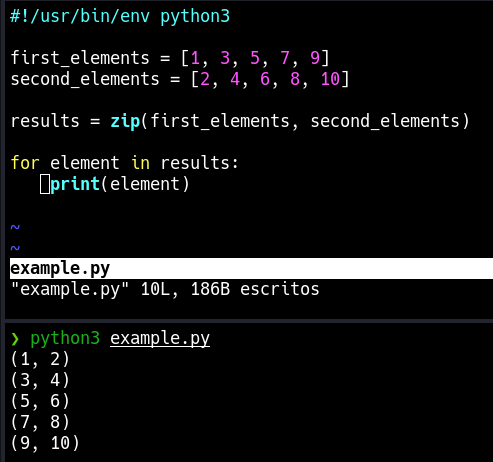 #!/usr/bin/env python3

first_elements = [1, 3, 5, 7, 9]
second_elements = [2, 4, 6, 8, 10]

results = zip(first_elements, second_elements)

for element in results:
    print(element)

~
~
example.py
"example.py" 10L, 186B escritos
❯ python3 example.py
(1, 2)
(3, 4)
(5, 6)
(7, 8)
(9, 10)